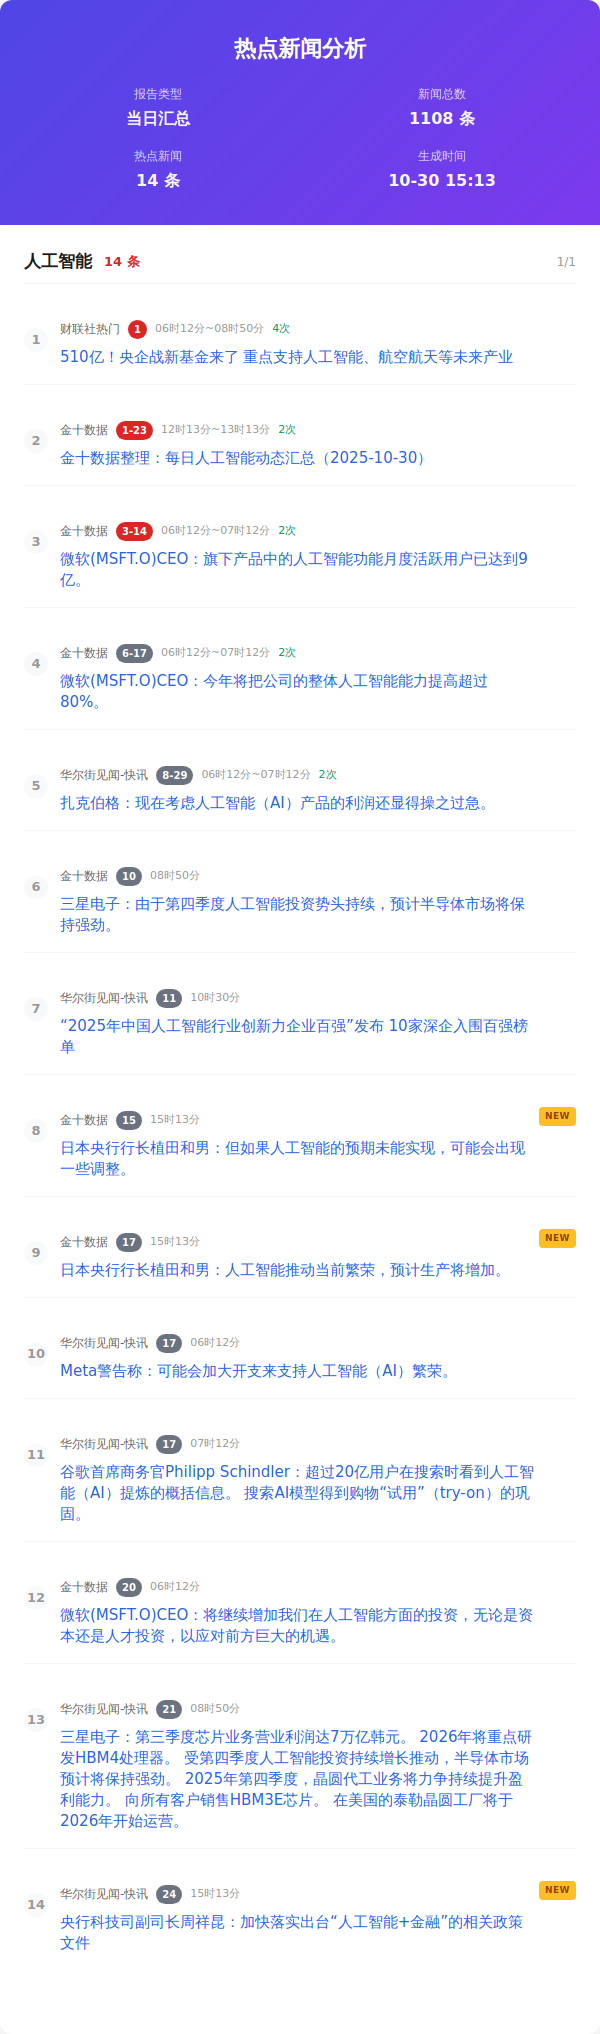 热点新闻分析
报告类型
新闻总数
当日汇总
1108 条
热点新闻
生成时间
14 条
10-30 15:13
人工智能 14 条 1/1
1 财联社热门 1 06时12分~08时50分 4次
510亿！央企战新基金来了 重点支持人工智能、航空航天等未来产业
2 金十数据 1-23 12时13分~13时13分 2次
金十数据整理：每日人工智能动态汇总（2025-10-30）
3 金十数据 3-14 06时12分~07时12分 2次
微软(MSFT.O)CEO：旗下产品中的人工智能功能月度活跃用户已达到9
亿。
4 金十数据 6-17 06时12分~07时12分 2次
微软(MSFT.O)CEO：今年将把公司的整体人工智能能力提高超过
80%。
5 华尔街见闻-快讯 8-29 06时12分~07时12分 2次
扎克伯格：现在考虑人工智能（AI）产品的利润还显得操之过急。
6 金十数据 10 08时50分
三星电子：由于第四季度人工智能投资势头持续，预计半导体市场将保
持强劲。
7 华尔街见闻-快讯 11 10时30分
“2025年中国人工智能行业创新力企业百强”发布 10家深企入围百强榜
单
8 金十数据 15 15时13分 NEW
日本央行行长植田和男：但如果人工智能的预期未能实现，可能会出现
一些调整。
9 金十数据 17 15时13分 NEW
日本央行行长植田和男：人工智能推动当前繁荣，预计生产将增加。
10 华尔街见闻-快讯 17 06时12分
Meta警告称：可能会加大开支来支持人工智能（AI）繁荣。
11 华尔街见闻-快讯 17 07时12分
谷歌首席商务官Philipp Schindler：超过20亿用户在搜索时看到人工智
能（AI）提炼的概括信息。 搜索AI模型得到购物“试用”（try-on）的巩
固。
12 金十数据 20 06时12分
微软(MSFT.O)CEO：将继续增加我们在人工智能方面的投资，无论是资
本还是人才投资，以应对前方巨大的机遇。
13 华尔街见闻-快讯 21 08时50分
三星电子：第三季度芯片业务营业利润达7万亿韩元。 2026年将重点研
发HBM4处理器。 受第四季度人工智能投资持续增长推动，半导体市场
预计将保持强劲。 2025年第四季度，晶圆代工业务将力争持续提升盈
利能力。 向所有客户销售HBM3E芯片。 在美国的泰勒晶圆工厂将于
2026年开始运营。
14 华尔街见闻-快讯 24 15时13分 NEW
央行科技司副司长周祥昆：加快落实出台“人工智能+金融”的相关政策
文件